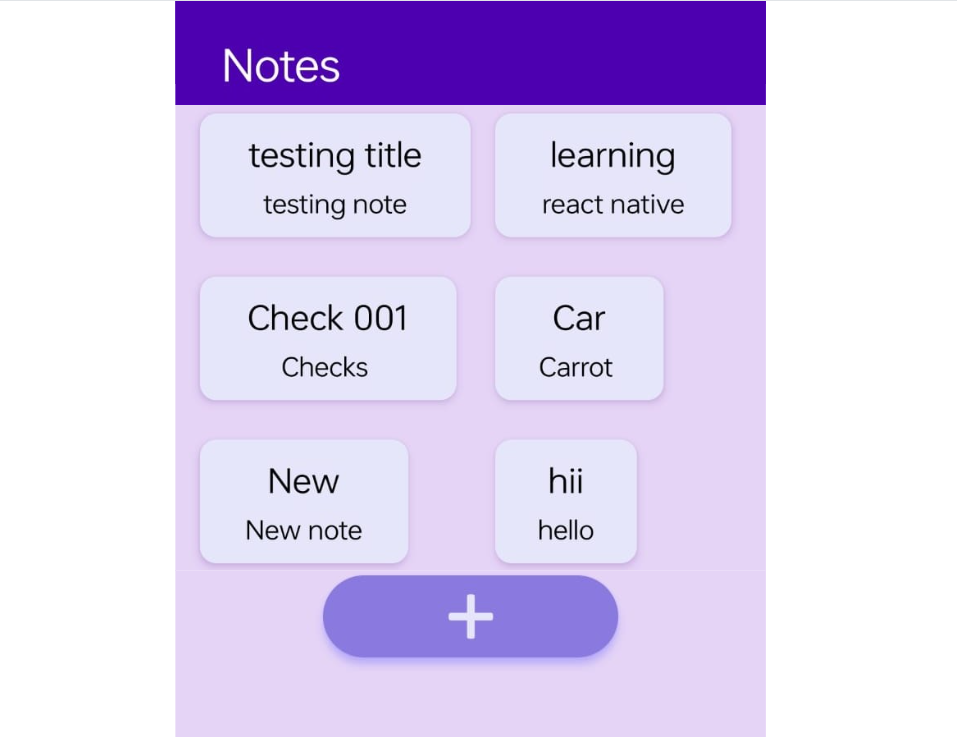 Notes
testing title
testing note
learning
react native
Check 001
Checks
Car
Carrot
New
New note
hii
hello
+